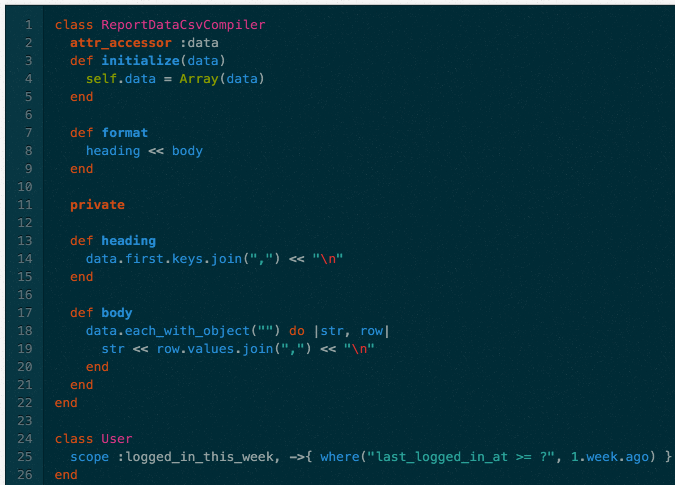 1 class ReportDataCsvCompiler
2   attr_accessor :data
3   def initialize(data)
4     self.data = Array(data)
5   end
6
7   def format
8     heading << body
9   end
10
11   private
12
13   def heading
14     data.first.keys.join(",") << "\n"
15   end
16
17   def body
18     data.each_with_object("") do |str, row|
19       str << row.values.join(",") << "\n"
20     end
21   end
22 end
23
24 class User
25   scope :logged_in_this_week, ->{ where("last_logged_in_at >= ?", 1.week.ago) }
26 end